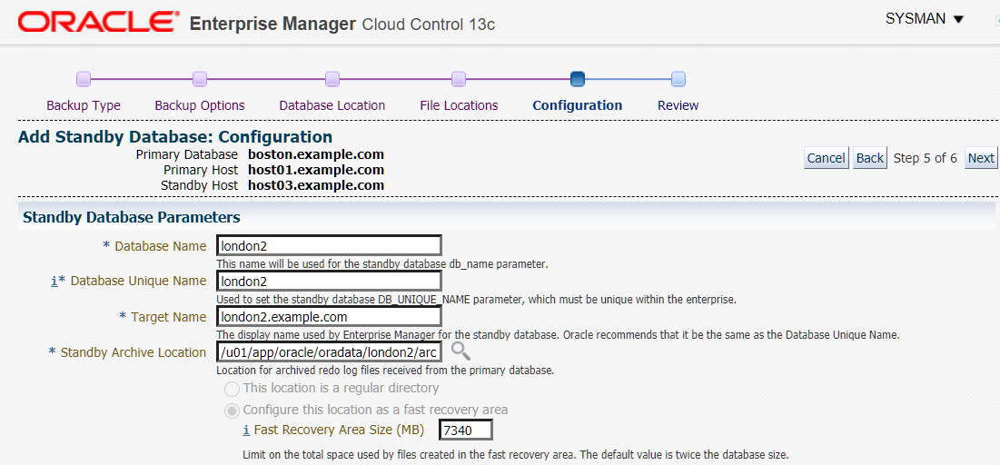 ORACLE Enterprise Manager Cloud Control 13c SYSMAN
Backup Type Backup Options Database Location File Locations Configuration Review
Add Standby Database: Configuration
Primary Database boston.example.com
Primary Host host01.example.com
Standby Host host03.example.com
Cancel Back Step 5 of 6 Next
Standby Database Parameters
* Database Name london2
This name will be used for the standby database db_name parameter.
i* Database Unique Name london2
Used to set the standby database DB_UNIQUE_NAME parameter, which must be unique within the enterprise.
* Target Name london2.example.com
The display name used by Enterprise Manager for the standby database. Oracle recommends that it be the same as the Database Unique Name.
* Standby Archive Location /u01/app/oracle/oradata/london2/arc
Location for archived redo log files received from the primary database.
This location is a regular directory
Configure this location as a fast recovery area
i Fast Recovery Area Size (MB) 7340
Limit on the total space used by files created in the fast recovery area. The default value is twice the database size.